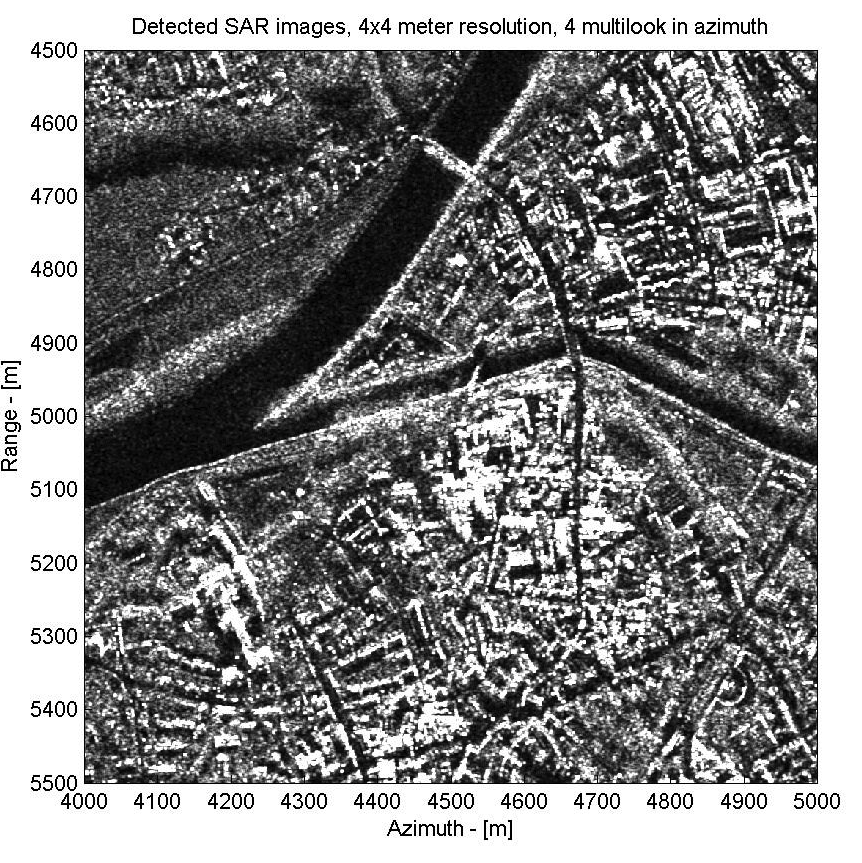 Detected SAR images, 4x4 meter resolution, 4 multilook in azimuth
4500
4600
4700
4800
4900
5000
5100
5200
5300
5400
5500
Range - [m]
4000 4100 4200 4300 4400 4500 4600 4700 4800 4900 5000
Azimuth - [m]